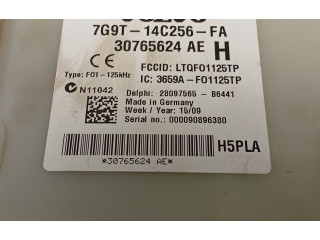 7G9T-14C256-FA
30765624 AE H
FCCID: LTQFO1125TP
Type: FO1-125kHz
IC: 3659A-FO1125TP
N11042
Delphi: 28097565 - B6441
Made in Germany
Week / Year: 15/09
Serial no.: 000090896380
*30765624 AE*
H5PLA